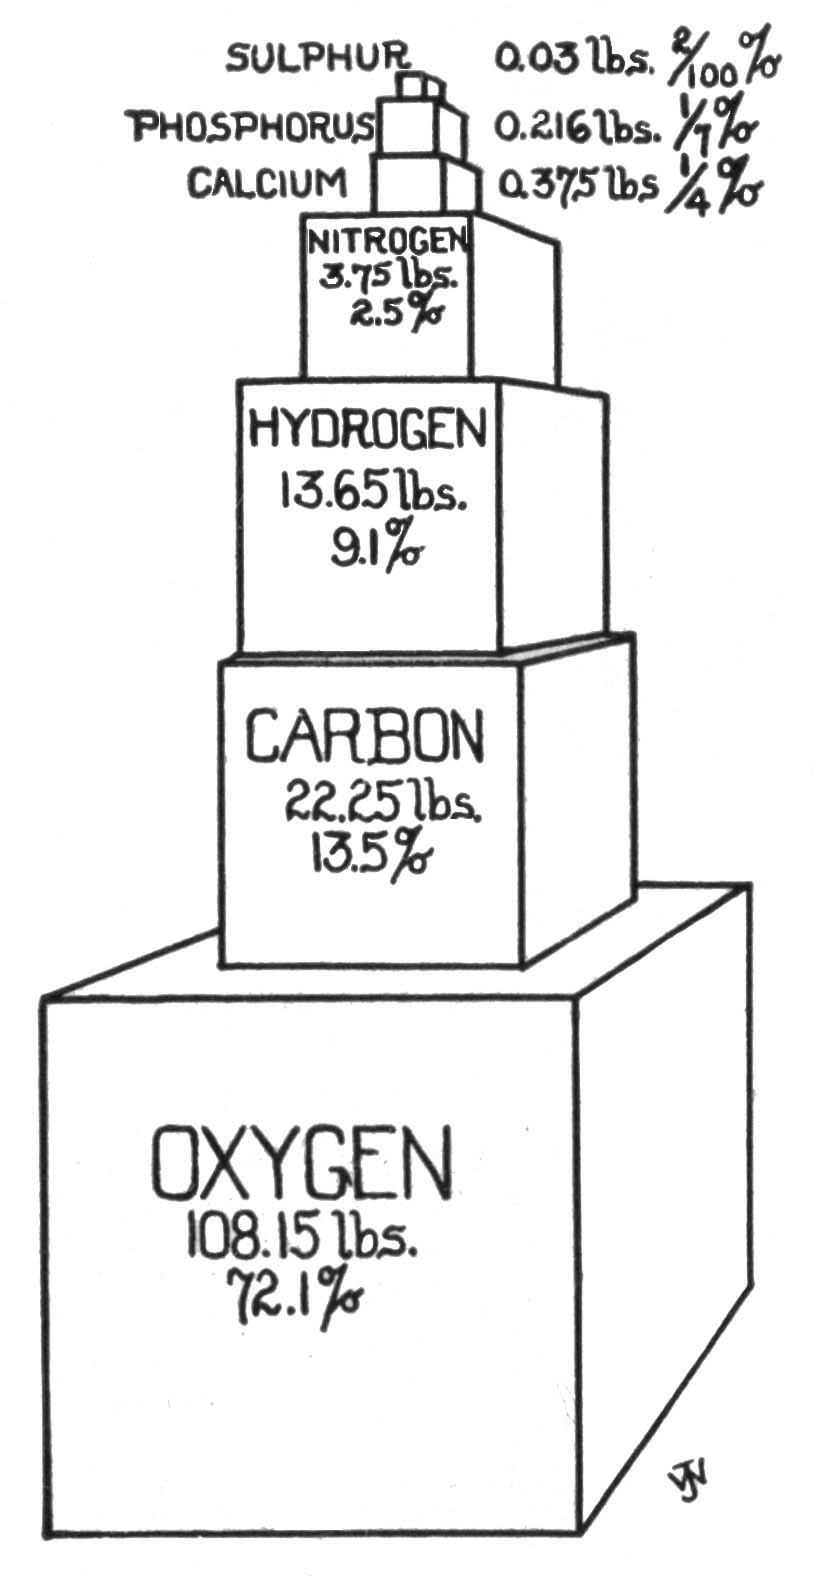 SULPHUR 0.03 lbs. 2/100%
PHOSPHORUS 0.216 lbs. 1/7%
CALCIUM 0.375 lbs 1/4%
NITROGEN
3.75 lbs.
2.5%
HYDROGEN
13.65 lbs.
9.1%
CARBON
22.25 lbs.
13.5%
OXYGEN
108.15 lbs.
72.1%